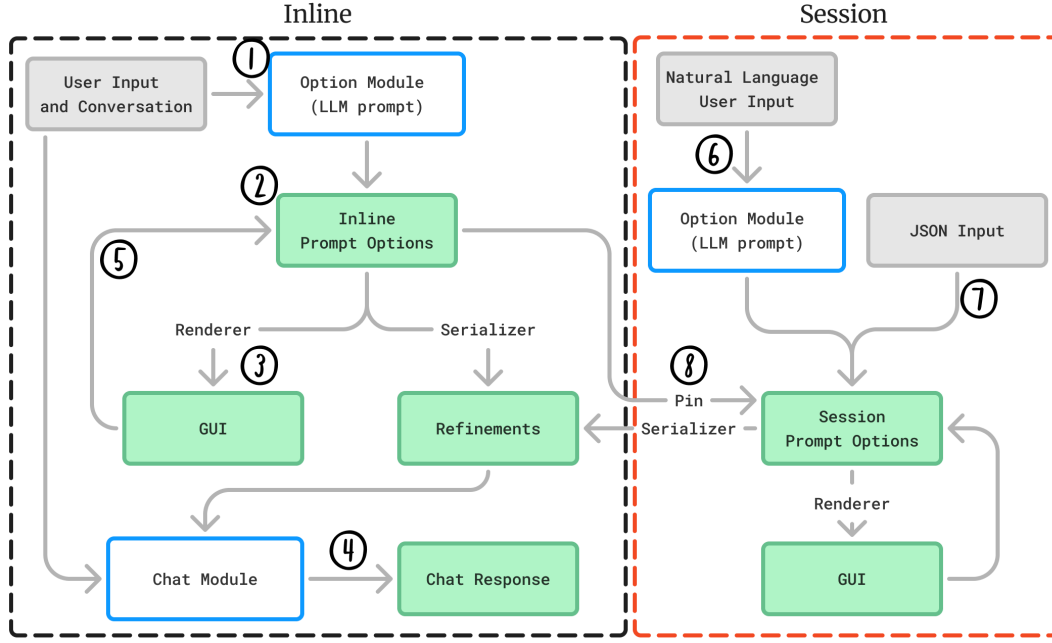 Inline
Session
1
User Input
and Conversation
Option Module
(LLM prompt)
Natural Language
User Input
6
2
Inline
Prompt Options
Option Module
(LLM prompt)
JSON Input
5
7
Renderer
Serializer
3
8
Pin
GUI
Refinements
Serializer
Session
Prompt Options
Renderer
4
Chat Module
Chat Response
GUI